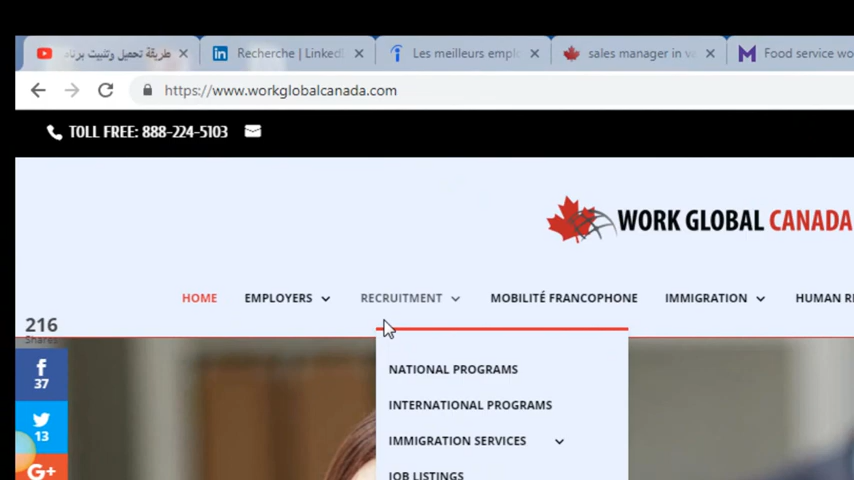 طريقة تحميل وتثبيت
Recherche | LinkedI
Les meilleurs empl
sales manager in v
Food service wo
https://www.workglobalcanada.com
TOLL FREE: 888-224-5103
WORK GLOBAL CANADA
HOME EMPLOYERS RECRUITMENT MOBILITÉ FRANCOPHONE IMMIGRATION HUMAN R
216
Shares
37
13
G+
NATIONAL PROGRAMS
INTERNATIONAL PROGRAMS
IMMIGRATION SERVICES
JOB LISTINGS